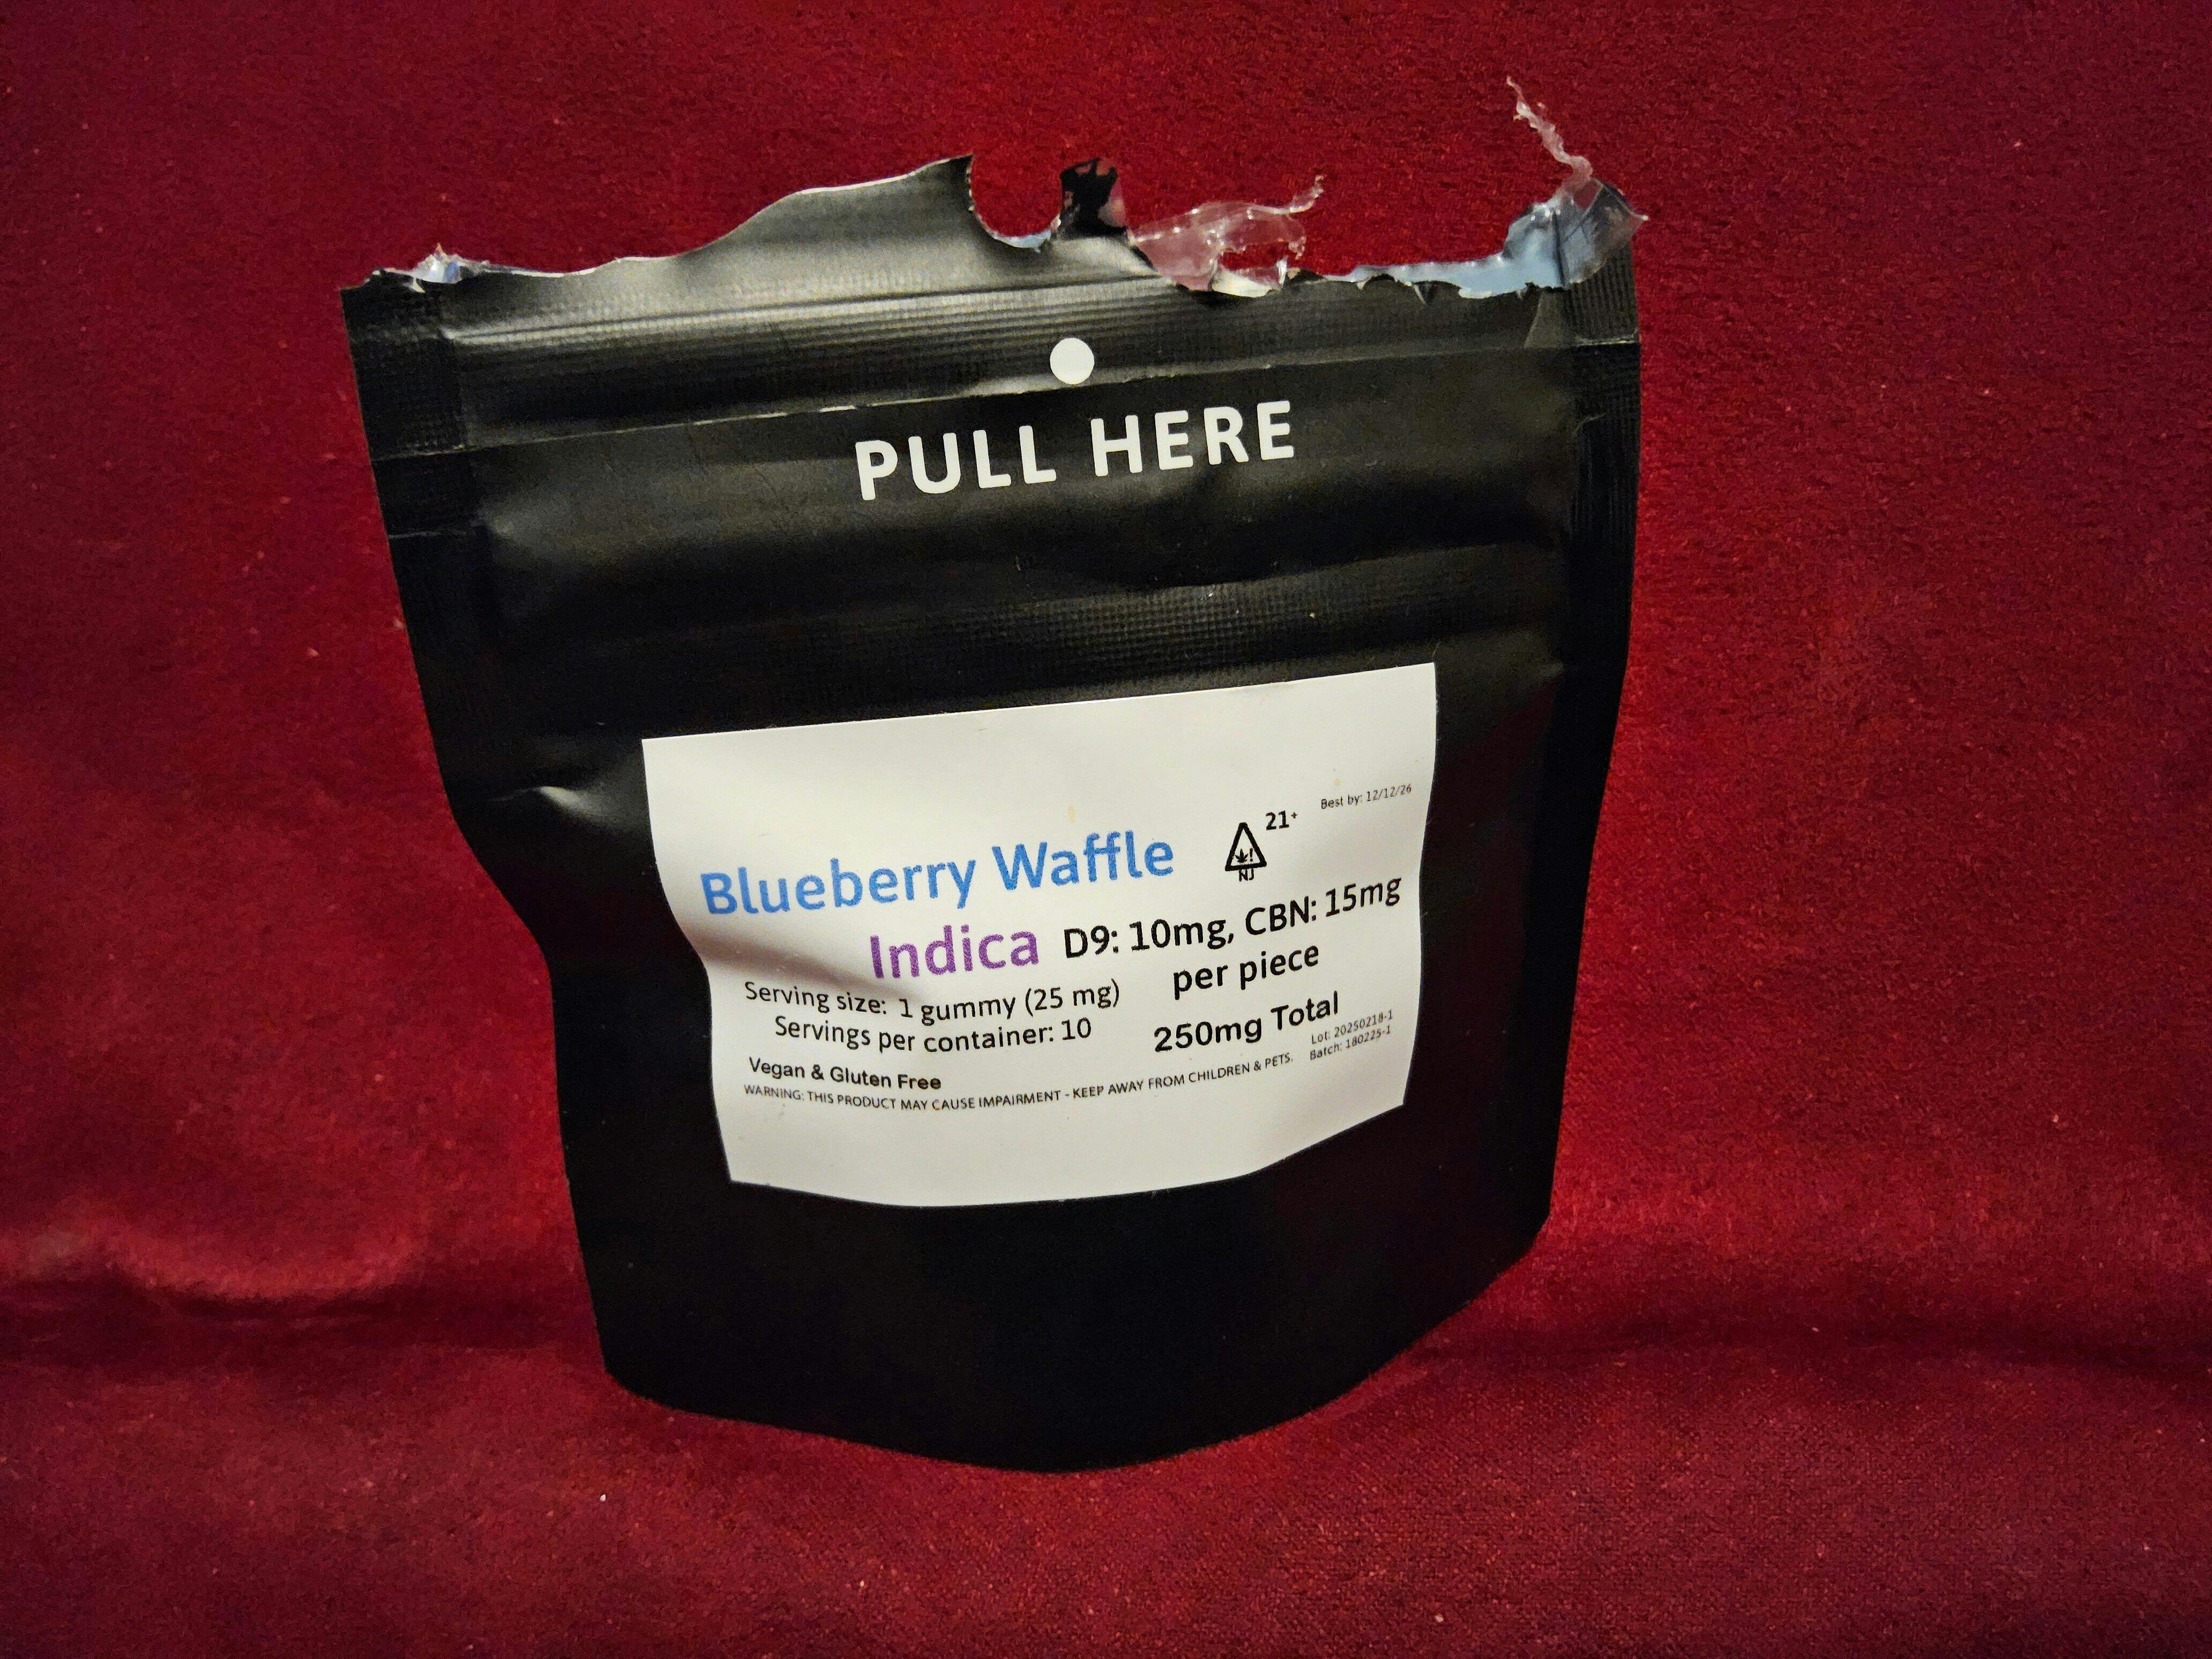 PULL HERE
Best by: 12/12/26
21+
NJ
Blueberry Waffle
Indica
D9: 10mg, CBN: 15mg
per piece
Serving size: 1 gummy (25 mg)
Servings per container: 10
250mg Total
Lot: 20250218-1
Batch: 180225-1
Vegan & Gluten Free
WARNING: THIS PRODUCT MAY CAUSE IMPAIRMENT - KEEP AWAY FROM CHILDREN & PETS.